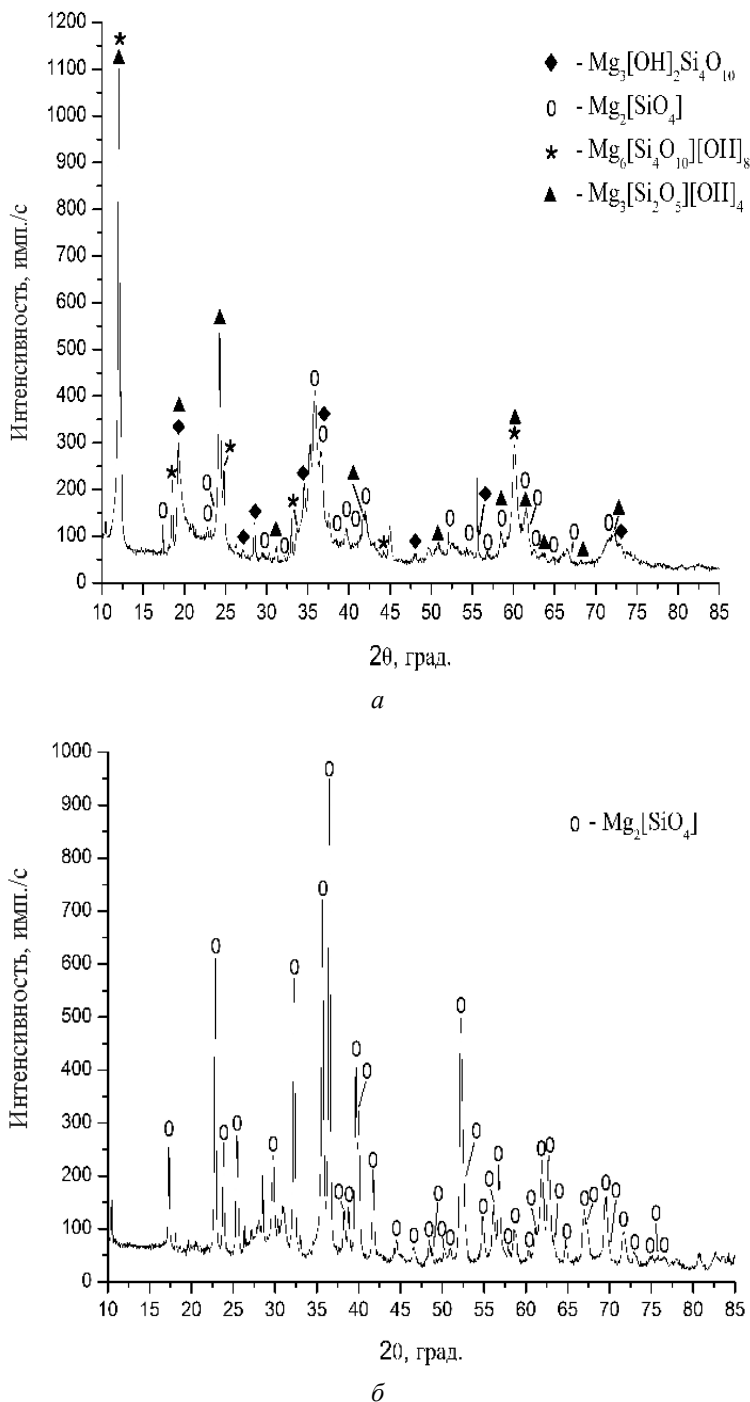 1200
1100
1000
900
800
700
600
500
400
300
200
100
0
Интенсивность, имп./с
♦ - Mg₃[OH]₂Si₄O₁₀
0 - Mg₂[SiO₄]
★ - Mg₆[Si₄O₁₀][OH]₈
▲ - Mg₃[Si₂O₅][OH]₄
10 15 20 25 30 35 40 45 50 55 60 65 70 75 80 85
2θ, град.
а
1000
900
800
700
600
500
400
300
200
100
0
Интенсивность, имп./с
0 - Mg₂[SiO₄]
10 15 20 25 30 35 40 45 50 55 60 65 70 75 80 85
2θ, град.
б